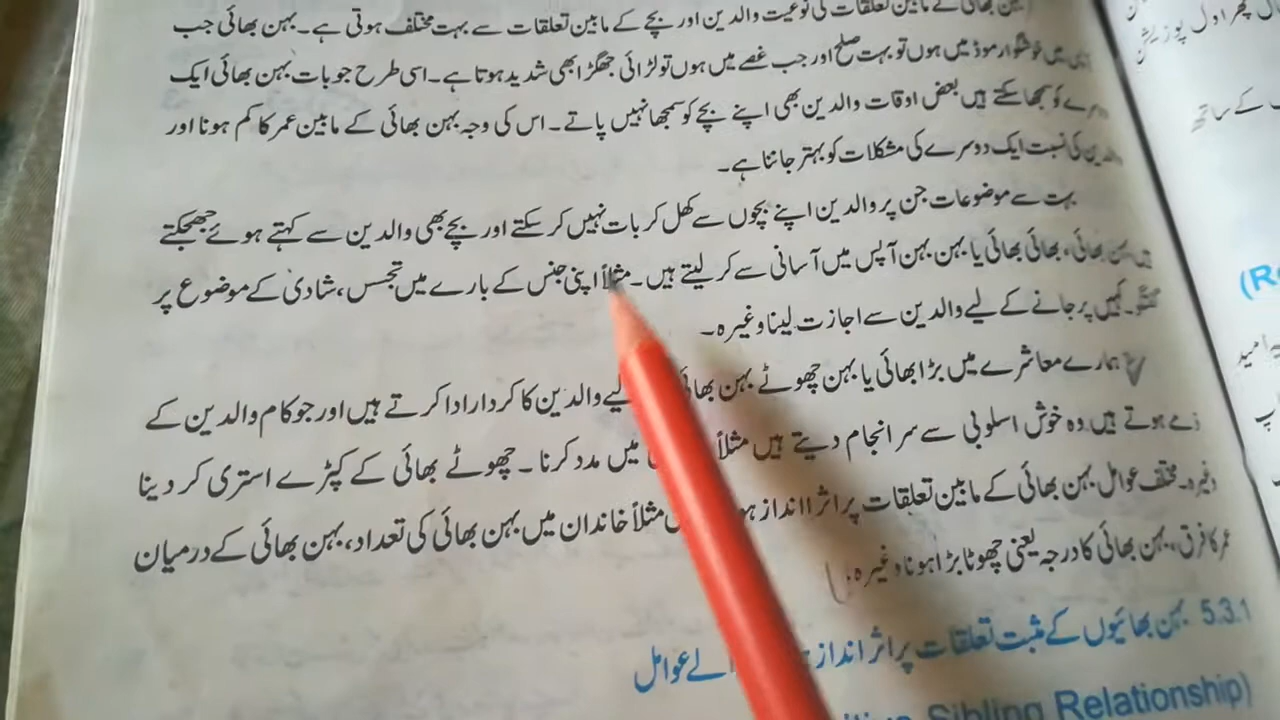 بہن بھائی کے مابین تعلقات کی نوعیت والدین اور بچے کے مابین تعلقات سے بہت مختلف ہوتی ہے۔ بہن بھائی جب
میں خوشگوار موڈ میں ہوں تو بہت صلح اور جب غصے میں ہوں تو لڑائی جھگڑا بھی شدید ہوتا ہے۔ اسی طرح جو بات بہن بھائی ایک
دوسرے کو سمجھا سکتے ہیں بعض اوقات والدین بھی اپنے بچے کو سمجھا نہیں پاتے۔ اس کی وجہ بہن بھائی کے مابین عمر کا کم ہونا اور
والدین کی نسبت ایک دوسرے کی مشکلات کو بہتر جاننا ہے۔
بہت سے موضوعات جن پر والدین اپنے بچوں سے کھل کر بات نہیں کر سکتے اور بچے بھی والدین سے کہتے ہوئے جھجکتے
ہیں بہن بھائی، بھائی بھائی یا بہن بہن آپس میں آسانی سے کر لیتے ہیں۔ مثلاً اپنی جنس کے بارے میں تجسس، شادی کے موضوع پر
گفتگو۔ کہیں پر جانے کے لیے والدین سے اجازت لینا وغیرہ۔
ہمارے معاشرے میں بڑا بھائی یا بہن چھوٹے بہن بھائی لیے والدین کا کردار ادا کرتے ہیں اور جو کام والدین کے
ذمے ہوتے ہیں وہ خوش اسلوبی سے سر انجام دیتے ہیں مثلاً میں مدد کرنا۔ چھوٹے بھائی کے کپڑے استری کر دینا
وغیرہ۔ مختلف عوامل بہن بھائی کے مابین تعلقات پر اثر اانداز مثلاً خاندان میں بہن بھائی کی تعداد، بہن بھائی کے درمیان
عمر کا فرق، بہن بھائی کا درجہ یعنی چھوٹا بڑا ہونا وغیرہ۔
5.3.1 بہن بھائیوں کے مثبت تعلقات پر اثر انداز والے عوامل
Sibling Relationship)
پھر اول پوزیشن
کے ساتھ
(R
امید